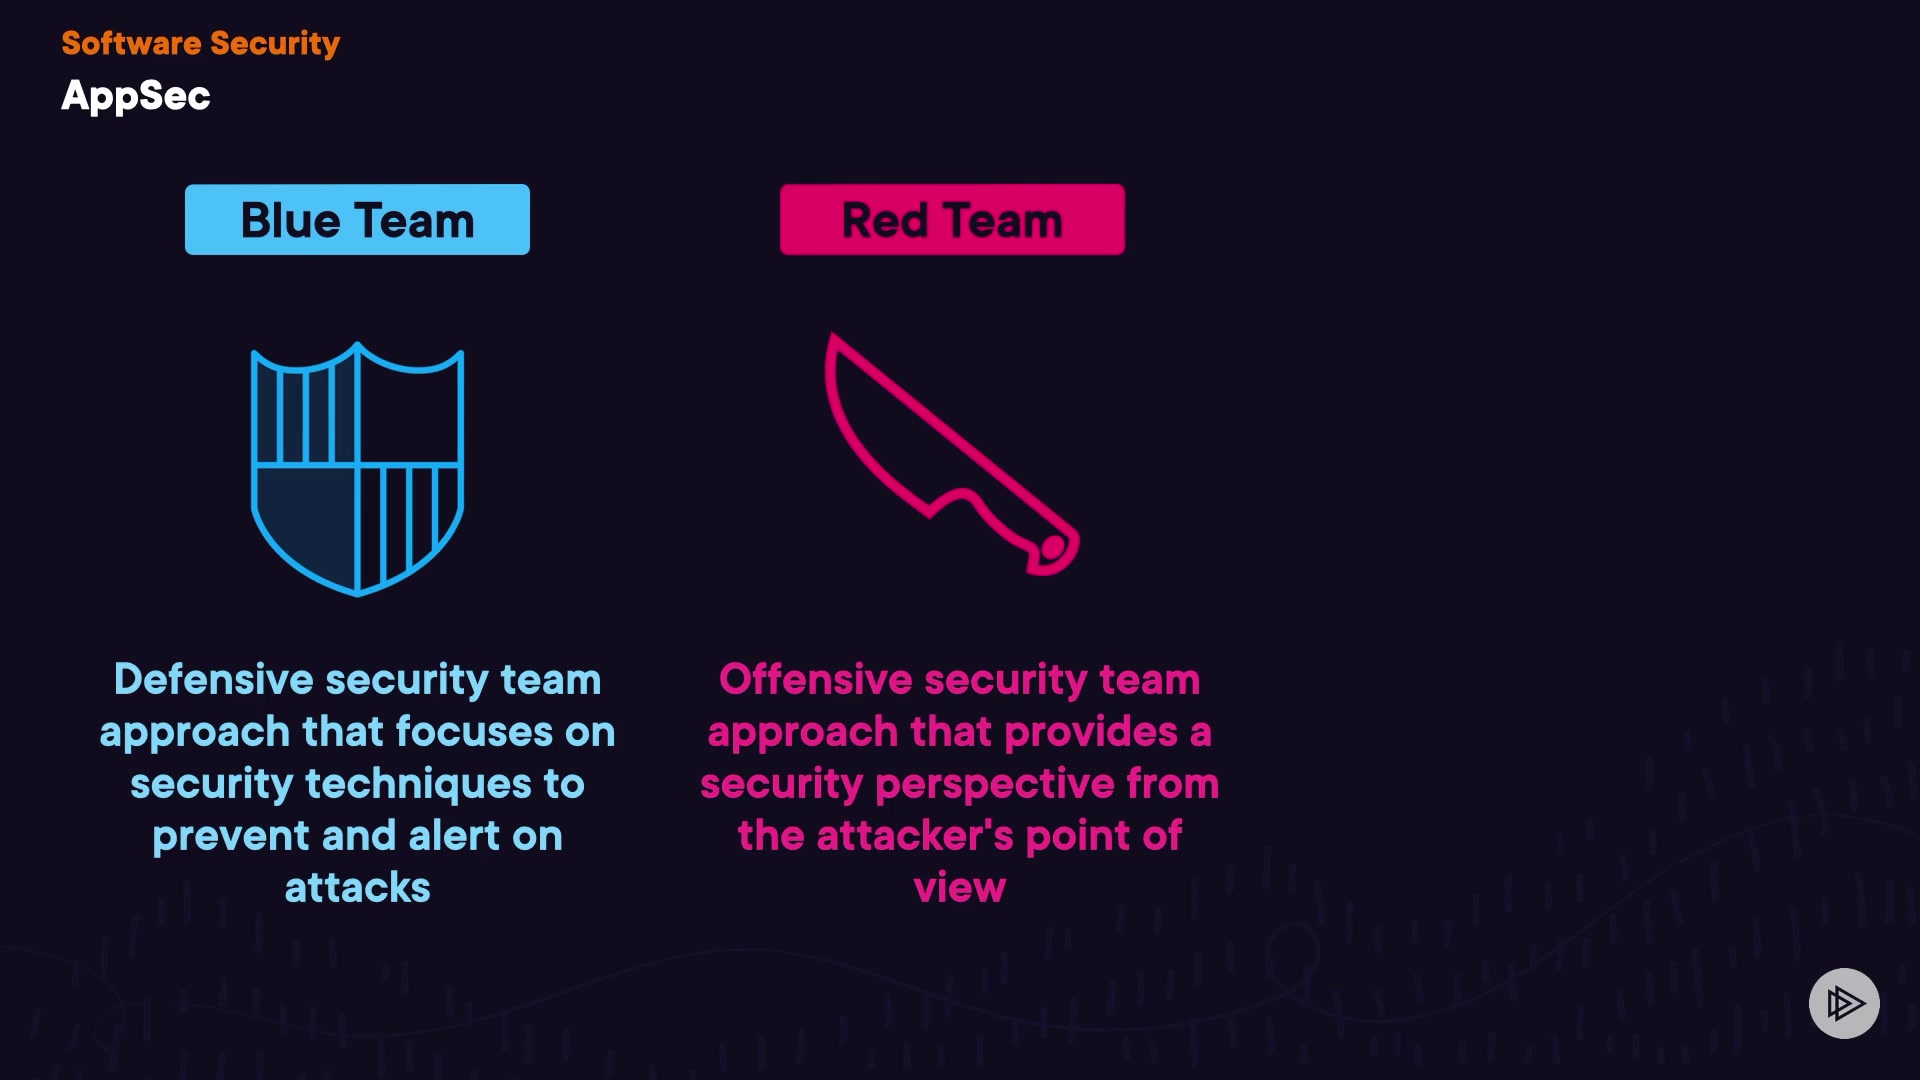 Software Security
AppSec
Blue Team
Red Team
Defensive security team
approach that focuses on
security techniques to
prevent and alert on
attacks
Offensive security team
approach that provides a
security perspective from
the attacker's point of
view